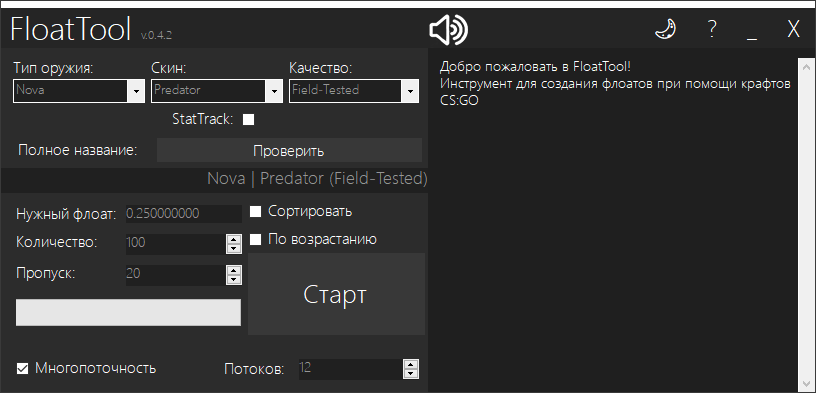 FloatTool v.0.4.2
? _ X
Тип оружия: Скин: Качество:
Nova Predator Field-Tested
StatTrack:
Полное название: Проверить
Nova | Predator (Field-Tested)
Нужный флоат: 0.250000000 Сортировать
Количество: 100 По возрастанию
Пропуск: 20
Старт
Многопоточность Потоков: 12
Добро пожаловать в FloatTool!
Инструмент для создания флоатов при помощи крафтов
CS:GO